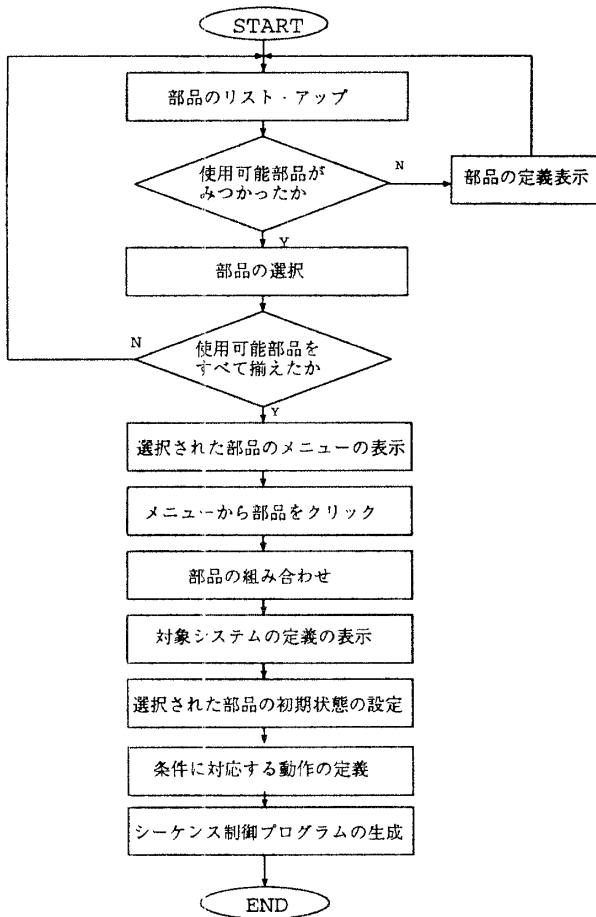 START
部品のリスト・アップ
使用可能部品が
みつかったか
N
部品の定義表示
Y
部品の選択
N
使用可能部品を
すべて揃えたか
Y
選択された部品のメニューの表示
メニューから部品をクリック
部品の組み合わせ
対象システムの定義の表示
選択された部品の初期状態の設定
条件に対応する動作の定義
シーケンス制御プログラムの生成
END